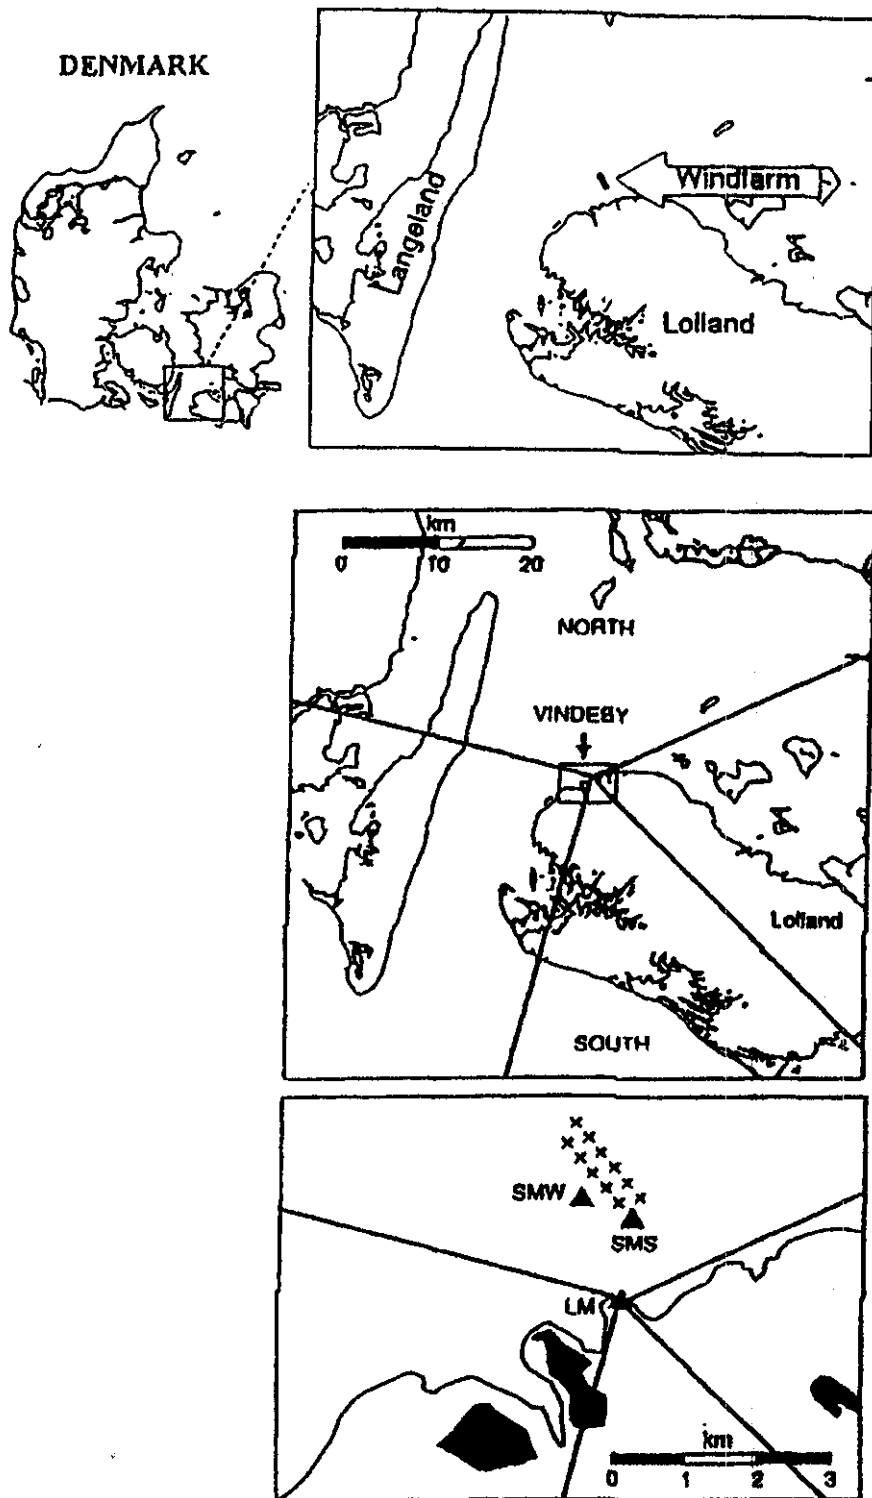 DENMARK
Langeland
Windfarm
Lolland
km
0 10 20
NORTH
VINDEBY
Lolland
SOUTH
SMW
SMS
LM
km
0 1 2 3